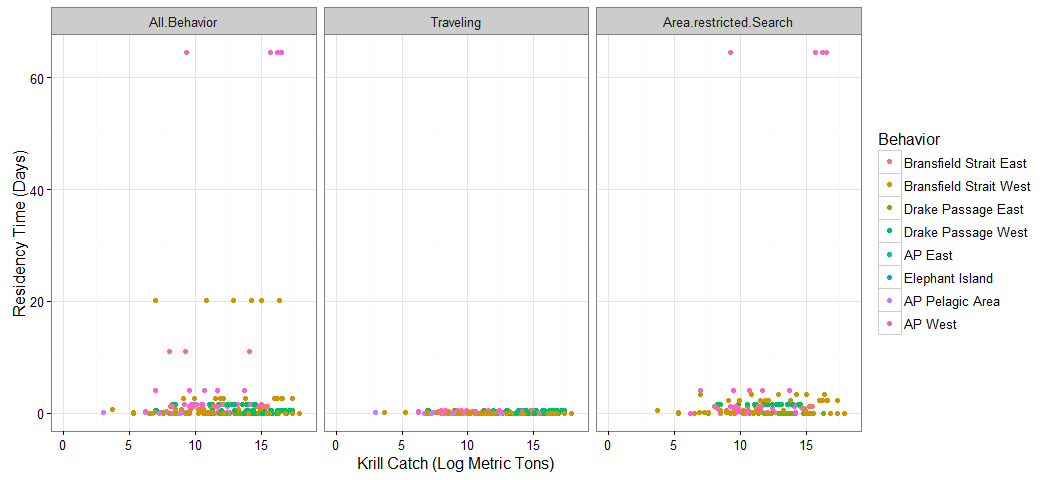 All.Behavior
Traveling
Area.restricted.Search
60
40
20
0
Residency Time (Days)
0 5 10 15
0 5 10 15
0 5 10 15
Krill Catch (Log Metric Tons)
Behavior
Bransfield Strait East
Bransfield Strait West
Drake Passage East
Drake Passage West
AP East
Elephant Island
AP Pelagic Area
AP West